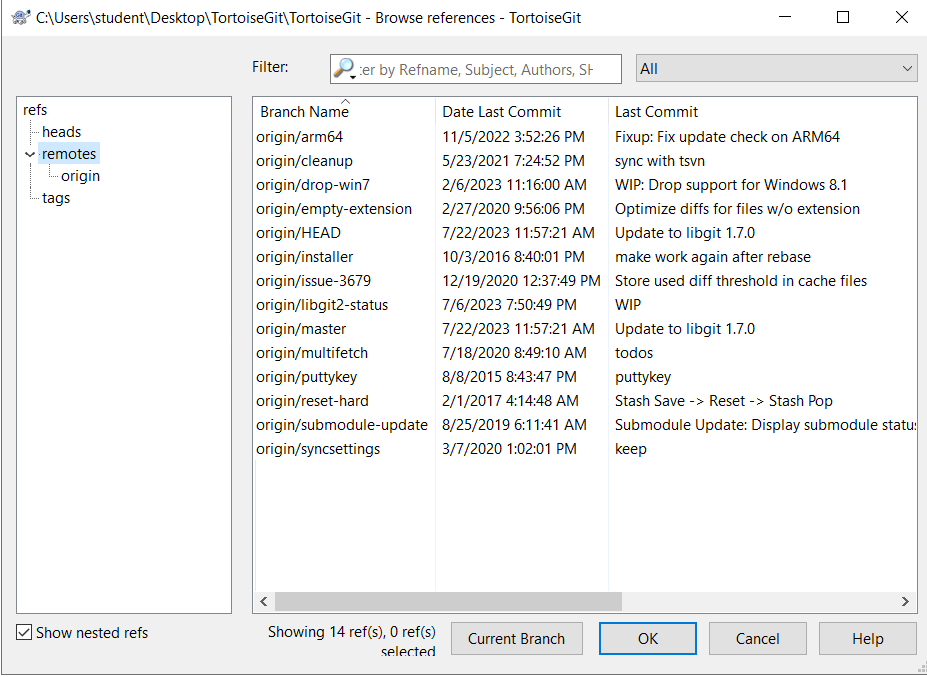 C:\Users\student\Desktop\TortoiseGit\TortoiseGit - Browse references - TortoiseGit
Filter: :er by Refname, Subject, Authors, SH All
refs
heads
remotes
origin
tags
Branch Name Date Last Commit Last Commit
origin/arm64 11/5/2022 3:52:26 PM Fixup: Fix update check on ARM64
origin/cleanup 5/23/2021 7:24:52 PM sync with tsvn
origin/drop-win7 2/6/2023 11:16:00 AM WIP: Drop support for Windows 8.1
origin/empty-extension 2/27/2020 9:56:06 PM Optimize diffs for files w/o extension
origin/HEAD 7/22/2023 11:57:21 AM Update to libgit 1.7.0
origin/installer 10/3/2016 8:40:01 PM make work again after rebase
origin/issue-3679 12/19/2020 12:37:49 PM Store used diff threshold in cache files
origin/libgit2-status 7/6/2023 7:50:49 PM WIP
origin/master 7/22/2023 11:57:21 AM Update to libgit 1.7.0
origin/multifetch 7/18/2020 8:49:10 AM todos
origin/puttykey 8/8/2015 8:43:47 PM puttykey
origin/reset-hard 2/1/2017 4:14:48 AM Stash Save -> Reset -> Stash Pop
origin/submodule-update 8/25/2019 6:11:41 AM Submodule Update: Display submodule status
origin/syncsettings 3/7/2020 1:02:01 PM keep
Show nested refs
Showing 14 ref(s), 0 ref(s)
selected
Current Branch OK Cancel Help